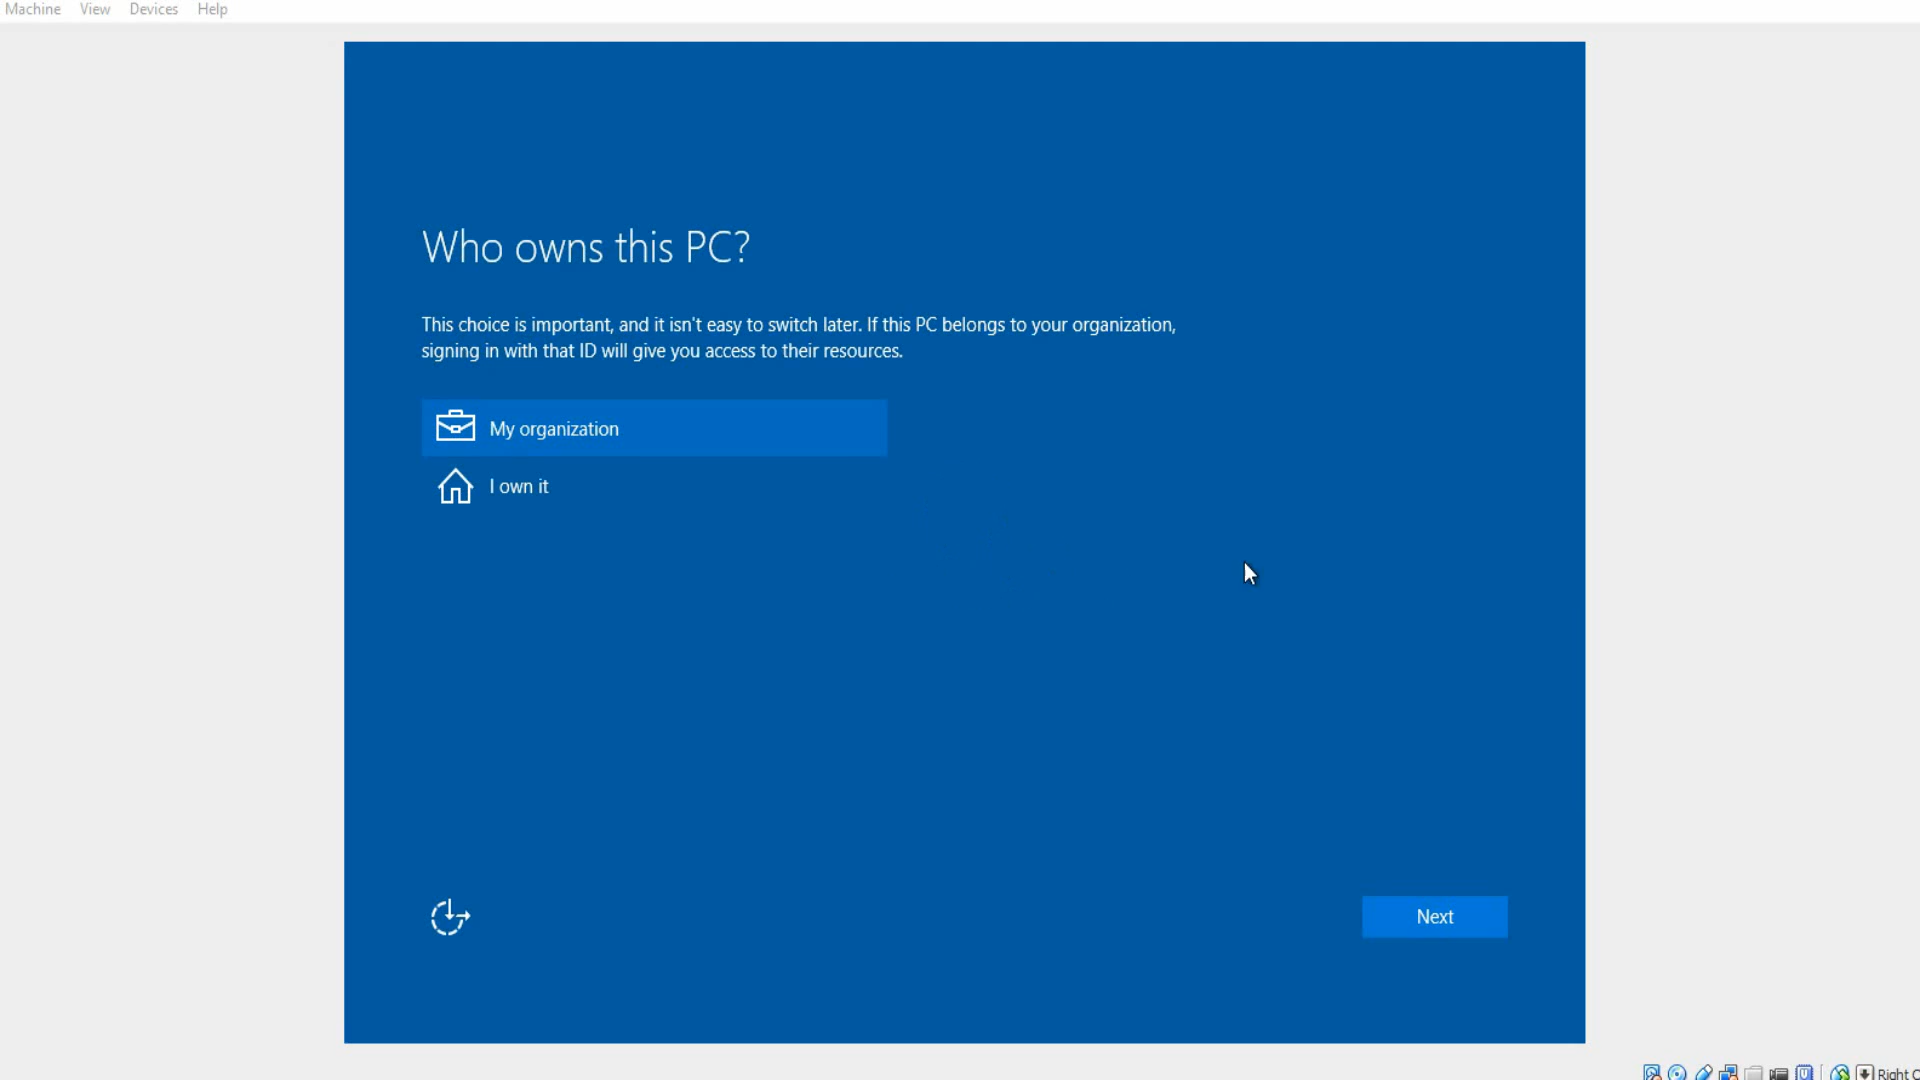 Machine View Devices Help
Who owns this PC?
This choice is important, and it isn't easy to switch later. If this PC belongs to your organization,
signing in with that ID will give you access to their resources.
My organization
I own it
Next
Right C